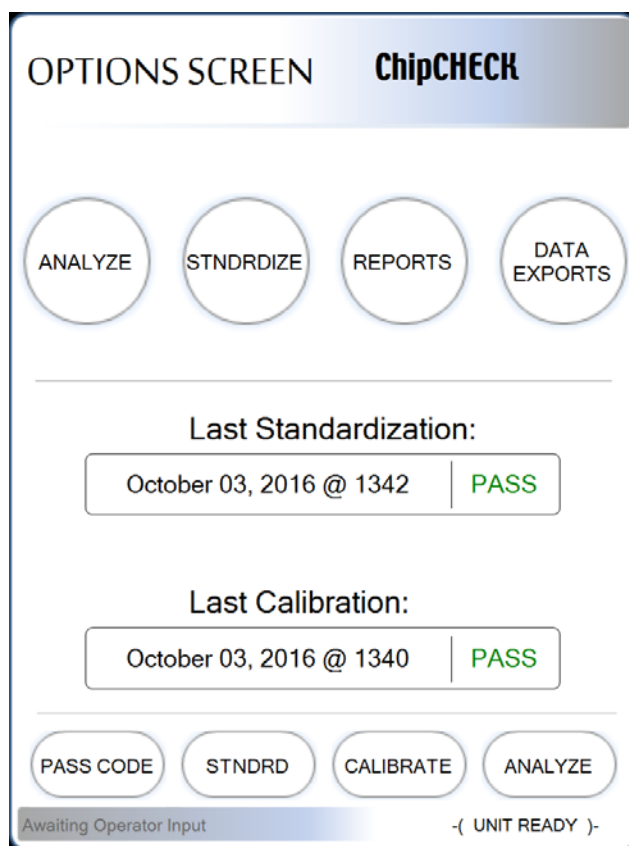 OPTIONS SCREEN ChipCHECK
ANALYZE STNDRDIZE REPORTS DATA EXPORTS
Last Standardization:
October 03, 2016 @ 1342 PASS
Last Calibration:
October 03, 2016 @ 1340 PASS
PASS CODE STNDRD CALIBRATE ANALYZE
Awaiting Operator Input -( UNIT READY )-